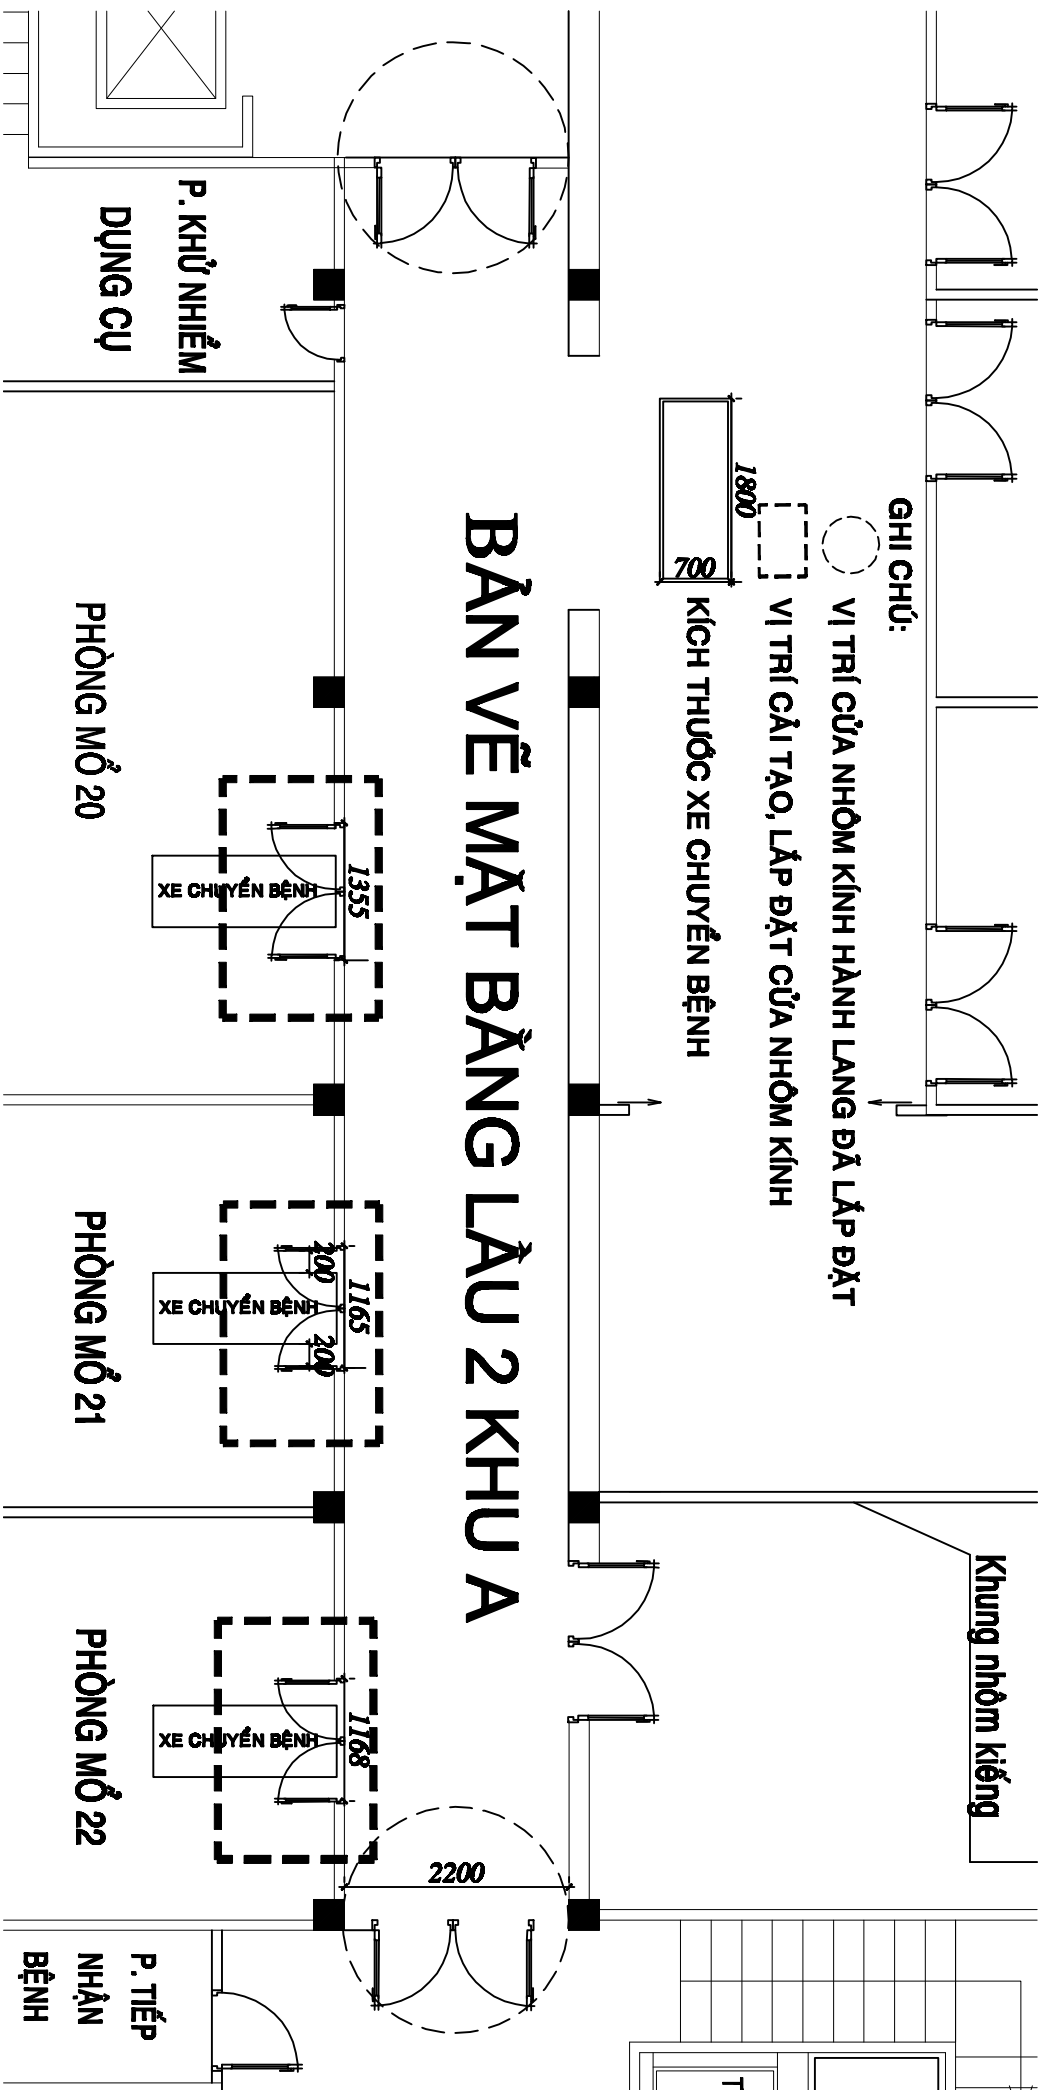 GHI CHÚ:
VỊ TRÍ CỬA NHÔM KÍNH HÀNH LANG ĐÃ LẮP ĐẶT
VỊ TRÍ CẢI TẠO, LẮP ĐẶT CỬA NHÔM KÍNH
1800
700
KÍCH THƯỚC XE CHUYỂN BỆNH
Khung nhôm kiếng
BẢN VẼ MẶT BẰNG LẦU 2 KHU A
2200
P. KHỬ NHIỄM
DỤNG CỤ
1355
XE CHUYỂN BỆNH
PHÒNG MỔ 20
1165
200
200
XE CHUYỂN BỆNH
PHÒNG MỔ 21
1168
XE CHUYỂN BỆNH
PHÒNG MỔ 22
P. TIẾP
NHẬN
BỆNH
T